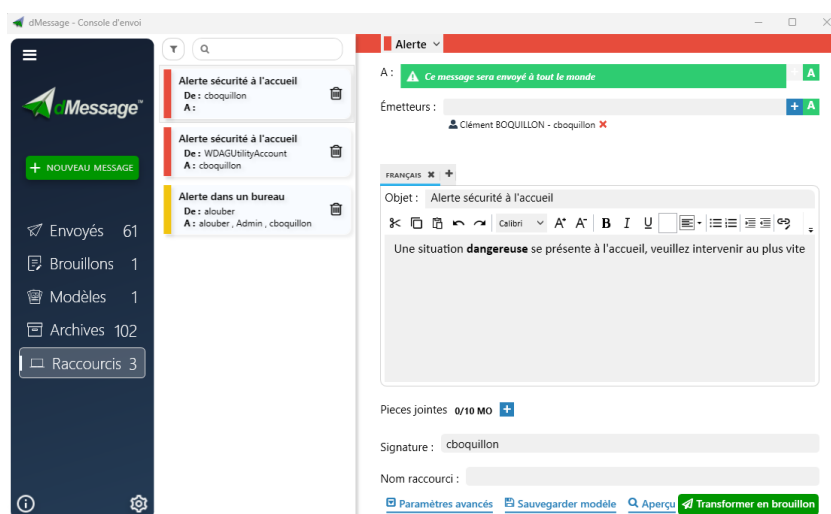 dMessage - Console d'envoi
dMessage™
+ NOUVEAU MESSAGE
Envoyés 61
Brouillons 1
Modèles 1
Archives 102
Raccourcis 3
Alerte sécurité à l'accueil
De : cboquillon
A :
Alerte sécurité à l'accueil
De : WDAGUtilityAccount
A : cboquillon
Alerte dans un bureau
De : alouber
A : alouber , Admin , cboquillon
Alerte
A : Ce message sera envoyé à tout le monde
A
Émetteurs :
+ A
Clément BOQUILLON - cboquillon
FRANÇAIS
Objet : Alerte sécurité à l'accueil
Calibri A A B I U
Une situation dangereuse se présente à l'accueil, veuillez intervenir au plus vite
Pieces jointes 0/10 MO +
Signature : cboquillon
Nom raccourci :
Paramètres avancés Sauvegarder modèle Aperçu Transformer en brouillon